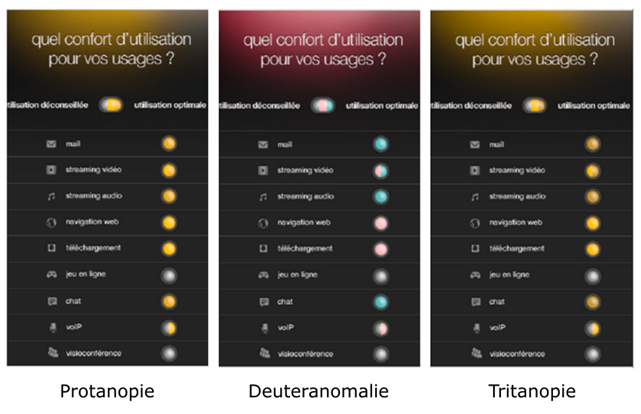 quel confort d'utilisation
pour vos usages ?
utilisation déconseillée utilisation optimale
mail
streaming vidéo
streaming audio
navigation web
téléchargement
jeu en ligne
chat
voIP
visioconférence
Protanopie
quel confort d'utilisation
pour vos usages ?
utilisation déconseillée utilisation optimale
mail
streaming vidéo
streaming audio
navigation web
téléchargement
jeu en ligne
chat
voIP
visioconférence
Deuteranomalie
quel confort d'utilisation
pour vos usages ?
utilisation déconseillée utilisation optimale
mail
streaming vidéo
streaming audio
navigation web
téléchargement
jeu en ligne
chat
voIP
visioconférence
Tritanopie